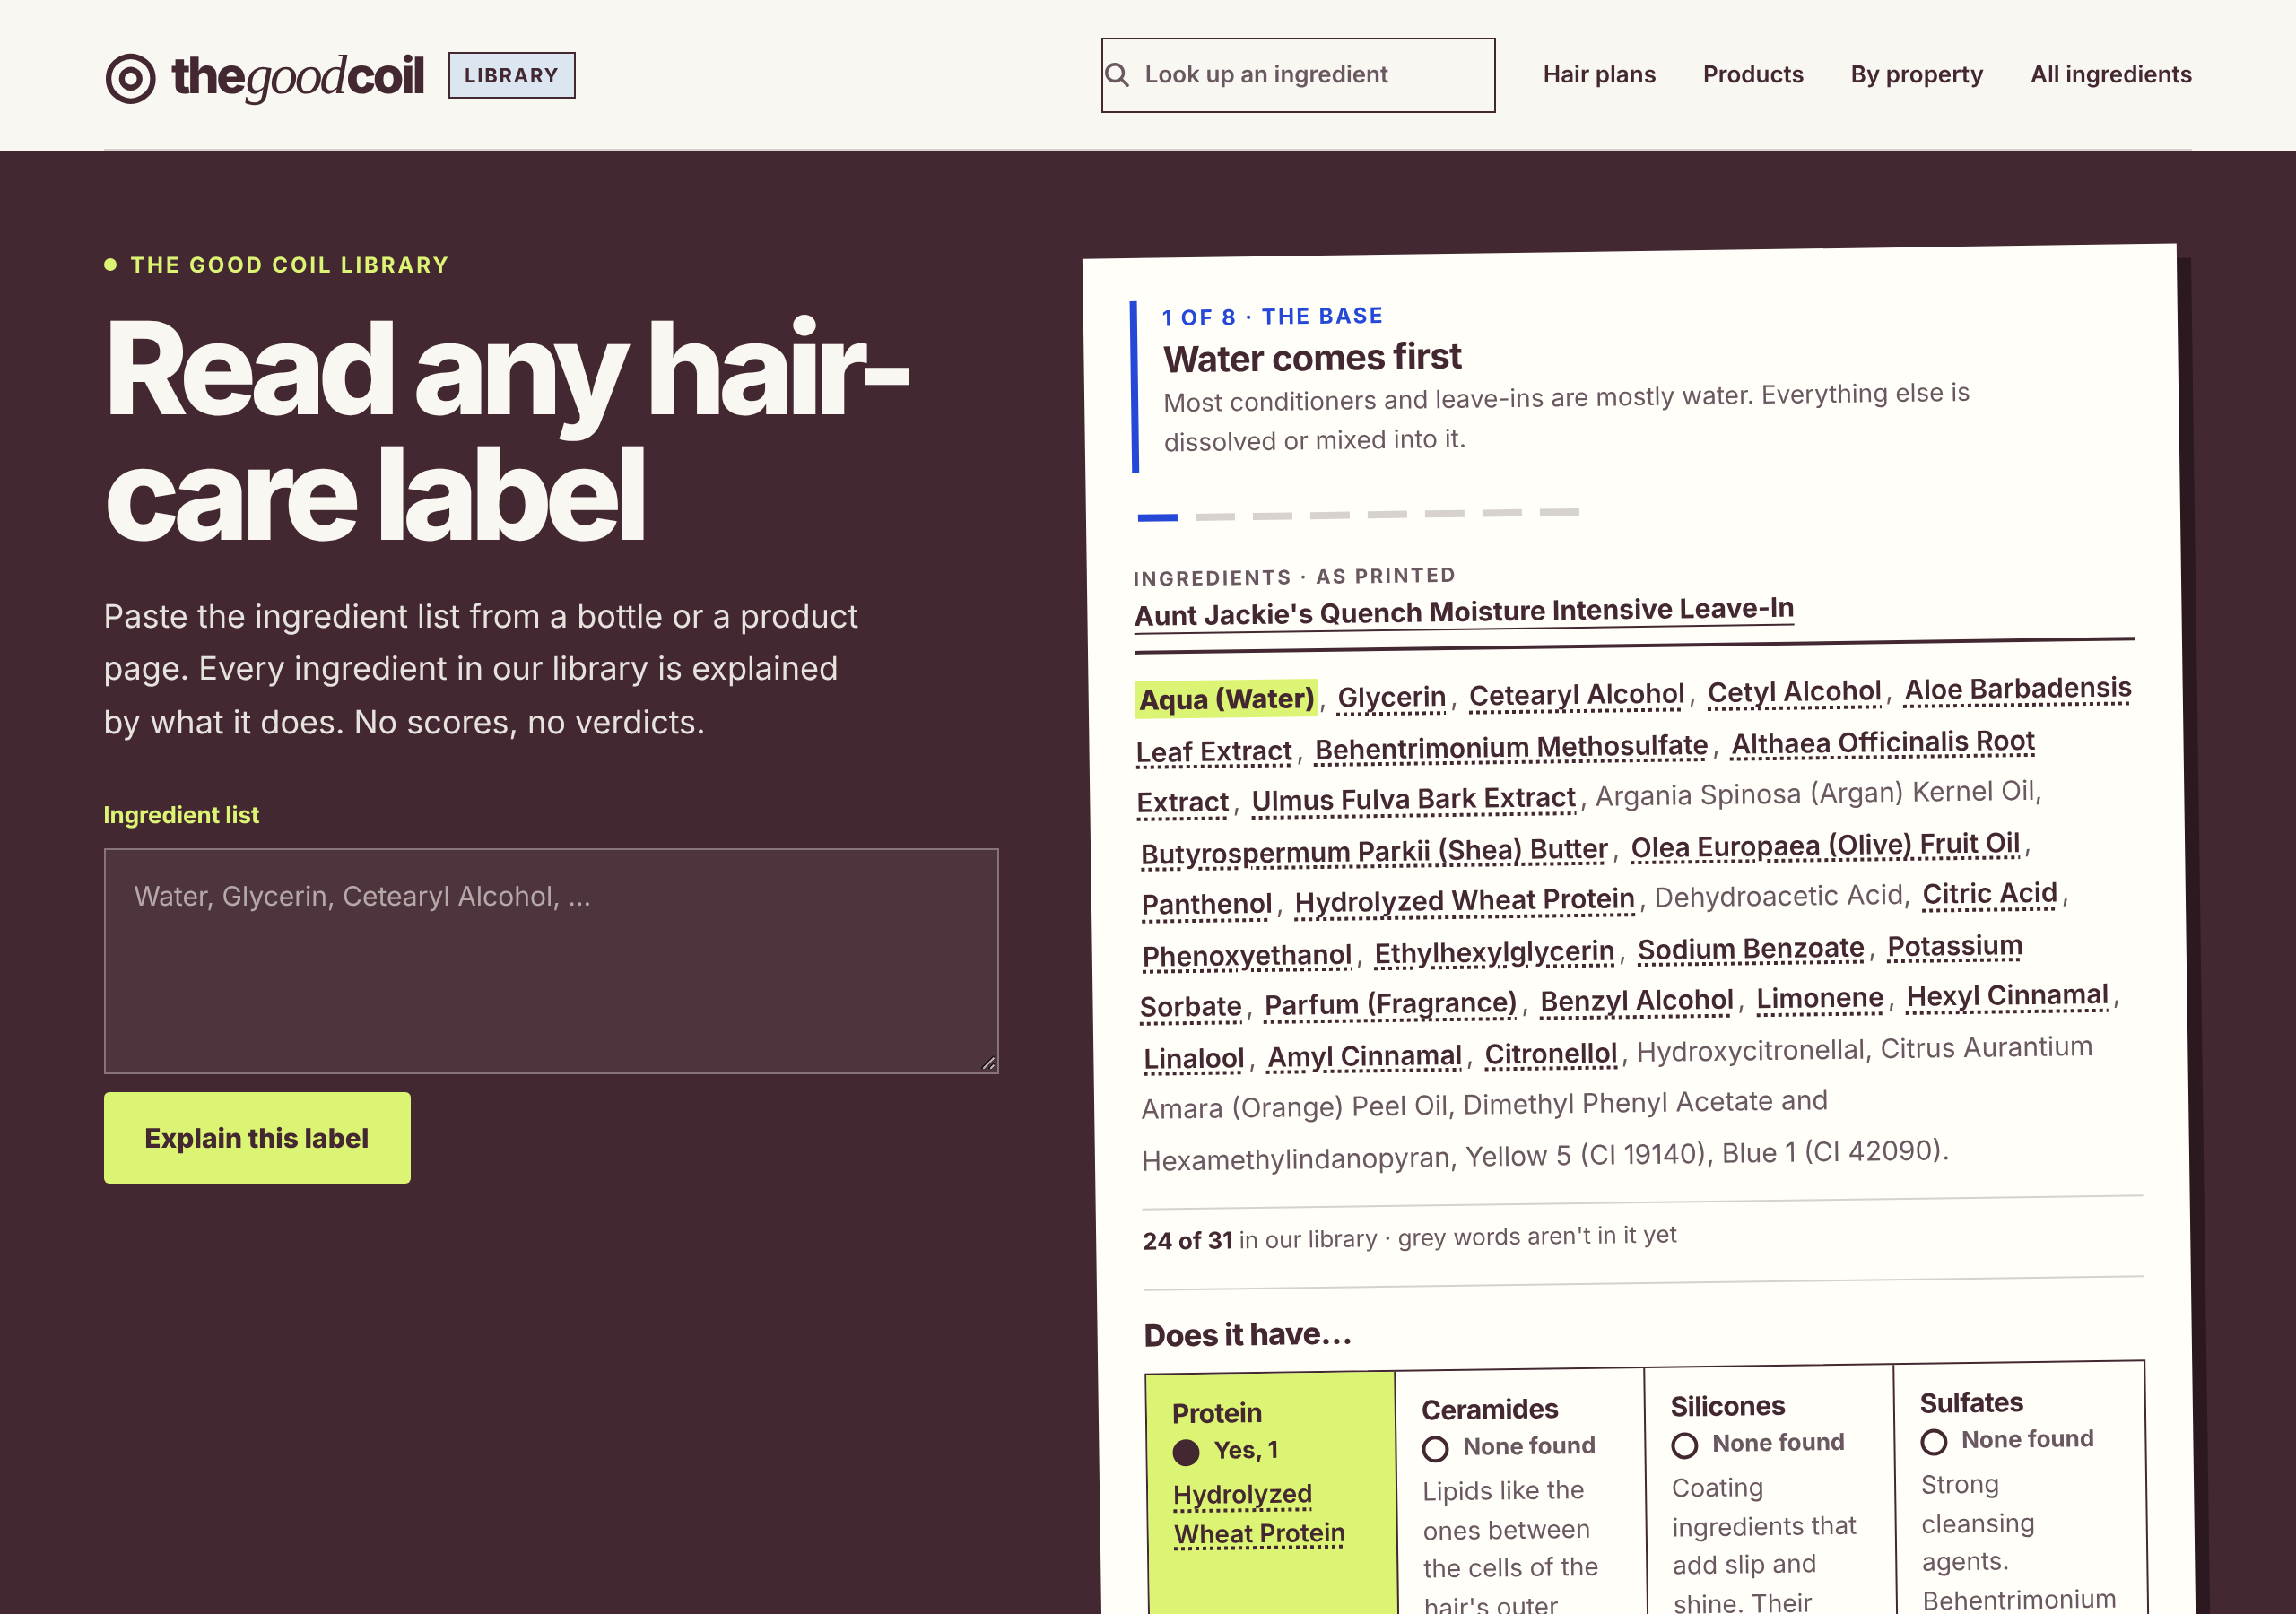 thegoodcoil
LIBRARY
Look up an ingredient
Hair plans
Products
By property
All ingredients
THE GOOD COIL LIBRARY
Read any hair-
care label
Paste the ingredient list from a bottle or a product
page. Every ingredient in our library is explained
by what it does. No scores, no verdicts.
Ingredient list
Water, Glycerin, Cetearyl Alcohol, ...
Explain this label
1 OF 8 · THE BASE
Water comes first
Most conditioners and leave-ins are mostly water. Everything else is
dissolved or mixed into it.
INGREDIENTS · AS PRINTED
Aunt Jackie's Quench Moisture Intensive Leave-In
Aqua (Water), Glycerin, Cetearyl Alcohol, Cetyl Alcohol, Aloe Barbadensis
Leaf Extract, Behentrimonium Methosulfate, Althaea Officinalis Root
Extract, Ulmus Fulva Bark Extract, Argania Spinosa (Argan) Kernel Oil,
Butyrospermum Parkii (Shea) Butter, Olea Europaea (Olive) Fruit Oil,
Panthenol, Hydrolyzed Wheat Protein, Dehydroacetic Acid, Citric Acid,
Phenoxyethanol, Ethylhexylglycerin, Sodium Benzoate, Potassium
Sorbate, Parfum (Fragrance), Benzyl Alcohol, Limonene, Hexyl Cinnamal,
Linalool, Amyl Cinnamal, Citronellol, Hydroxycitronellal, Citrus Aurantium
Amara (Orange) Peel Oil, Dimethyl Phenyl Acetate and
Hexamethylindanopyran, Yellow 5 (CI 19140), Blue 1 (CI 42090).
24 of 31 in our library · grey words aren't in it yet
Does it have...
Protein
Yes, 1
Hydrolyzed
Wheat Protein
Ceramides
None found
Lipids like the
ones between
the cells of the
hair's outer
Silicones
None found
Coating
ingredients that
add slip and
shine. Their
Sulfates
None found
Strong
cleansing
agents.
Behentrimonium